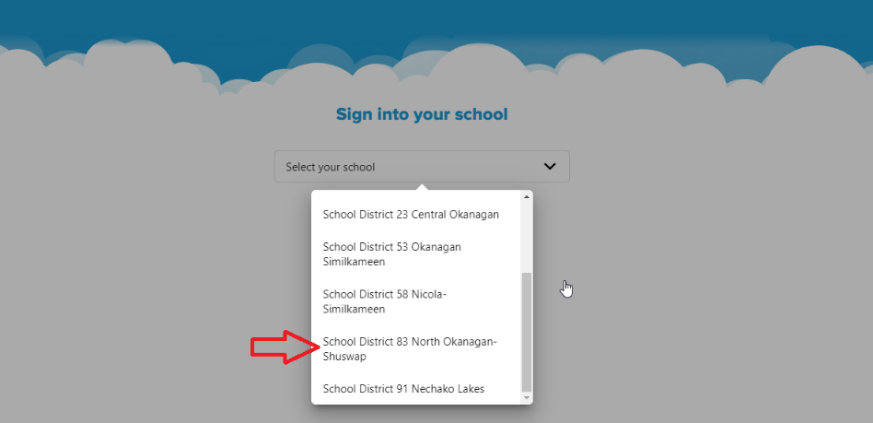 Sign into your school
Select your school
School District 23 Central Okanagan
School District 53 Okanagan
Similkameen
School District 58 Nicola-
Similkameen
School District 83 North Okanagan-
Shuswap
School District 91 Nechako Lakes